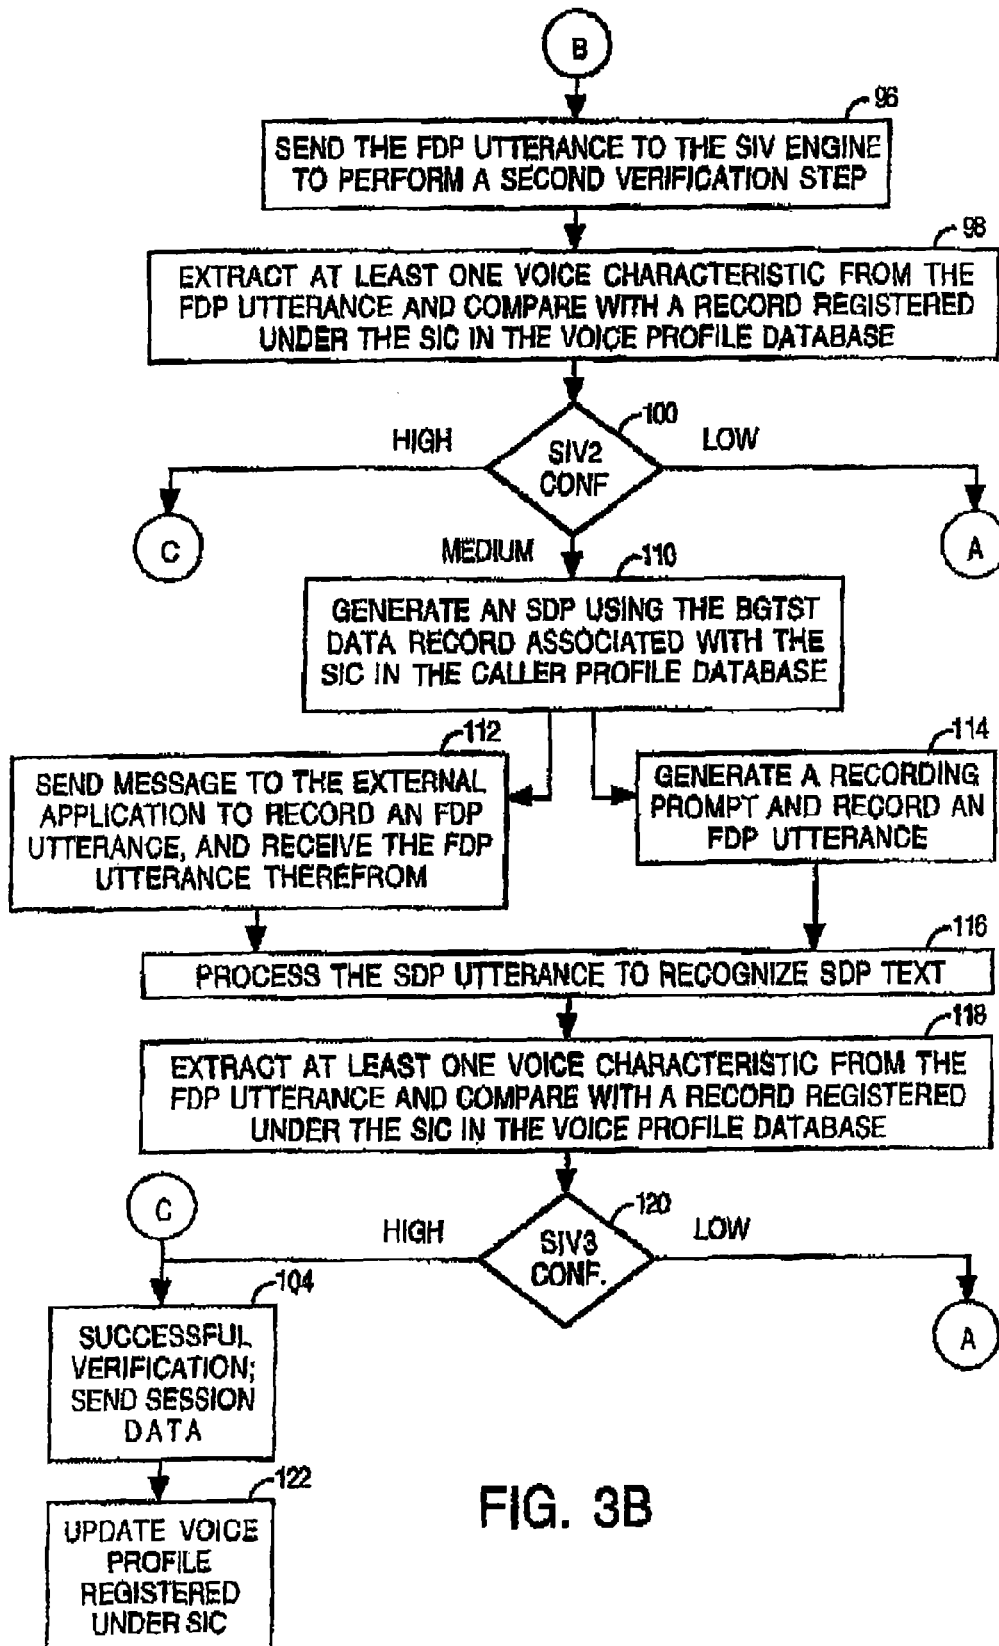 B
96
SEND THE FDP UTTERANCE TO THE SIV ENGINE
TO PERFORM A SECOND VERIFICATION STEP
98
EXTRACT AT LEAST ONE VOICE CHARACTERISTIC FROM THE
FDP UTTERANCE AND COMPARE WITH A RECORD REGISTERED
UNDER THE SIC IN THE VOICE PROFILE DATABASE
100
HIGH
LOW
SIV2
CONF
C
A
MEDIUM
110
GENERATE AN SDP USING THE BGTST
DATA RECORD ASSOCIATED WITH THE
SIC IN THE CALLER PROFILE DATABASE
112
SEND MESSAGE TO THE EXTERNAL
APPLICATION TO RECORD AN FDP
UTTERANCE, AND RECEIVE THE FDP
UTTERANCE THEREFROM
114
GENERATE A RECORDING
PROMPT AND RECORD AN
FDP UTTERANCE
116
PROCESS THE SDP UTTERANCE TO RECOGNIZE SDP TEXT
118
EXTRACT AT LEAST ONE VOICE CHARACTERISTIC FROM THE
FDP UTTERANCE AND COMPARE WITH A RECORD REGISTERED
UNDER THE SIC IN THE VOICE PROFILE DATABASE
C
120
HIGH
LOW
SIV3
CONF.
A
104
SUCCESSFUL
VERIFICATION;
SEND SESSION
DATA
122
UPDATE VOICE
PROFILE
REGISTERED
UNDER SIC
FIG. 3B